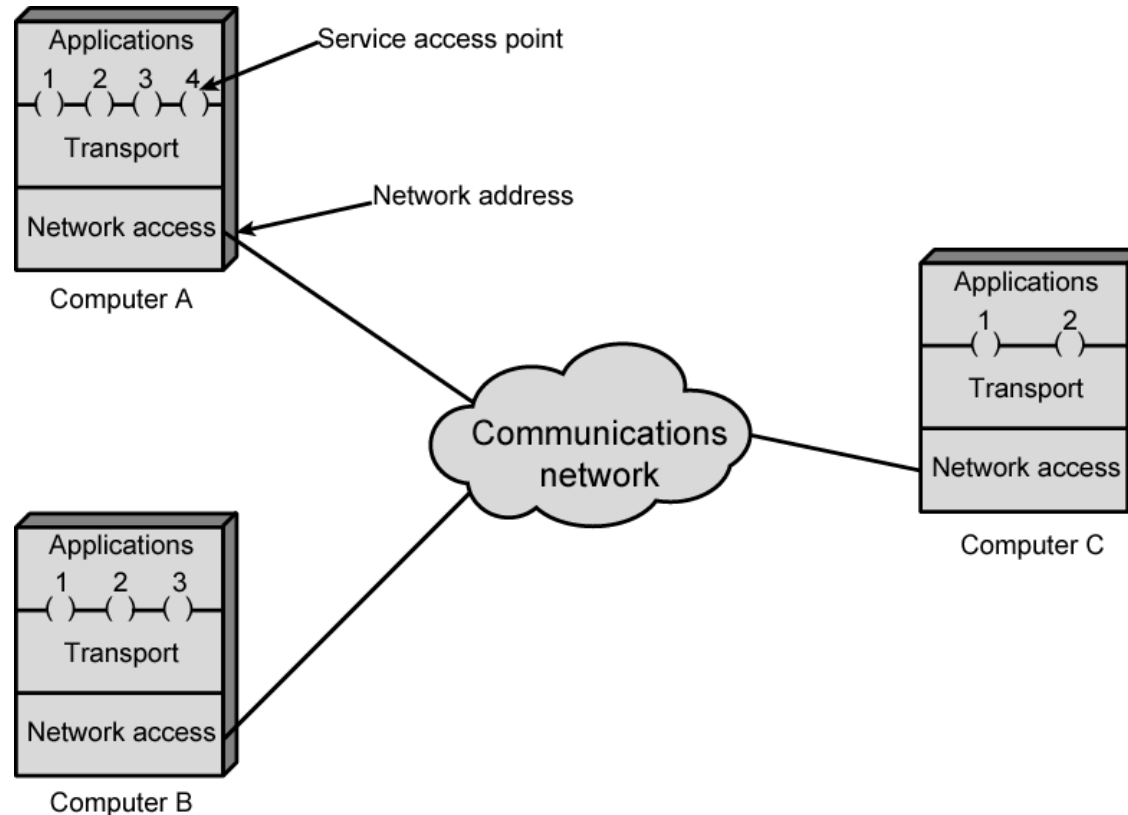 Applications
1 2 3 4
Transport
Network access
Computer A
Service access point
Network address
Communications
network
Applications
1 2
Transport
Network access
Computer C
Applications
1 2 3
Transport
Network access
Computer B